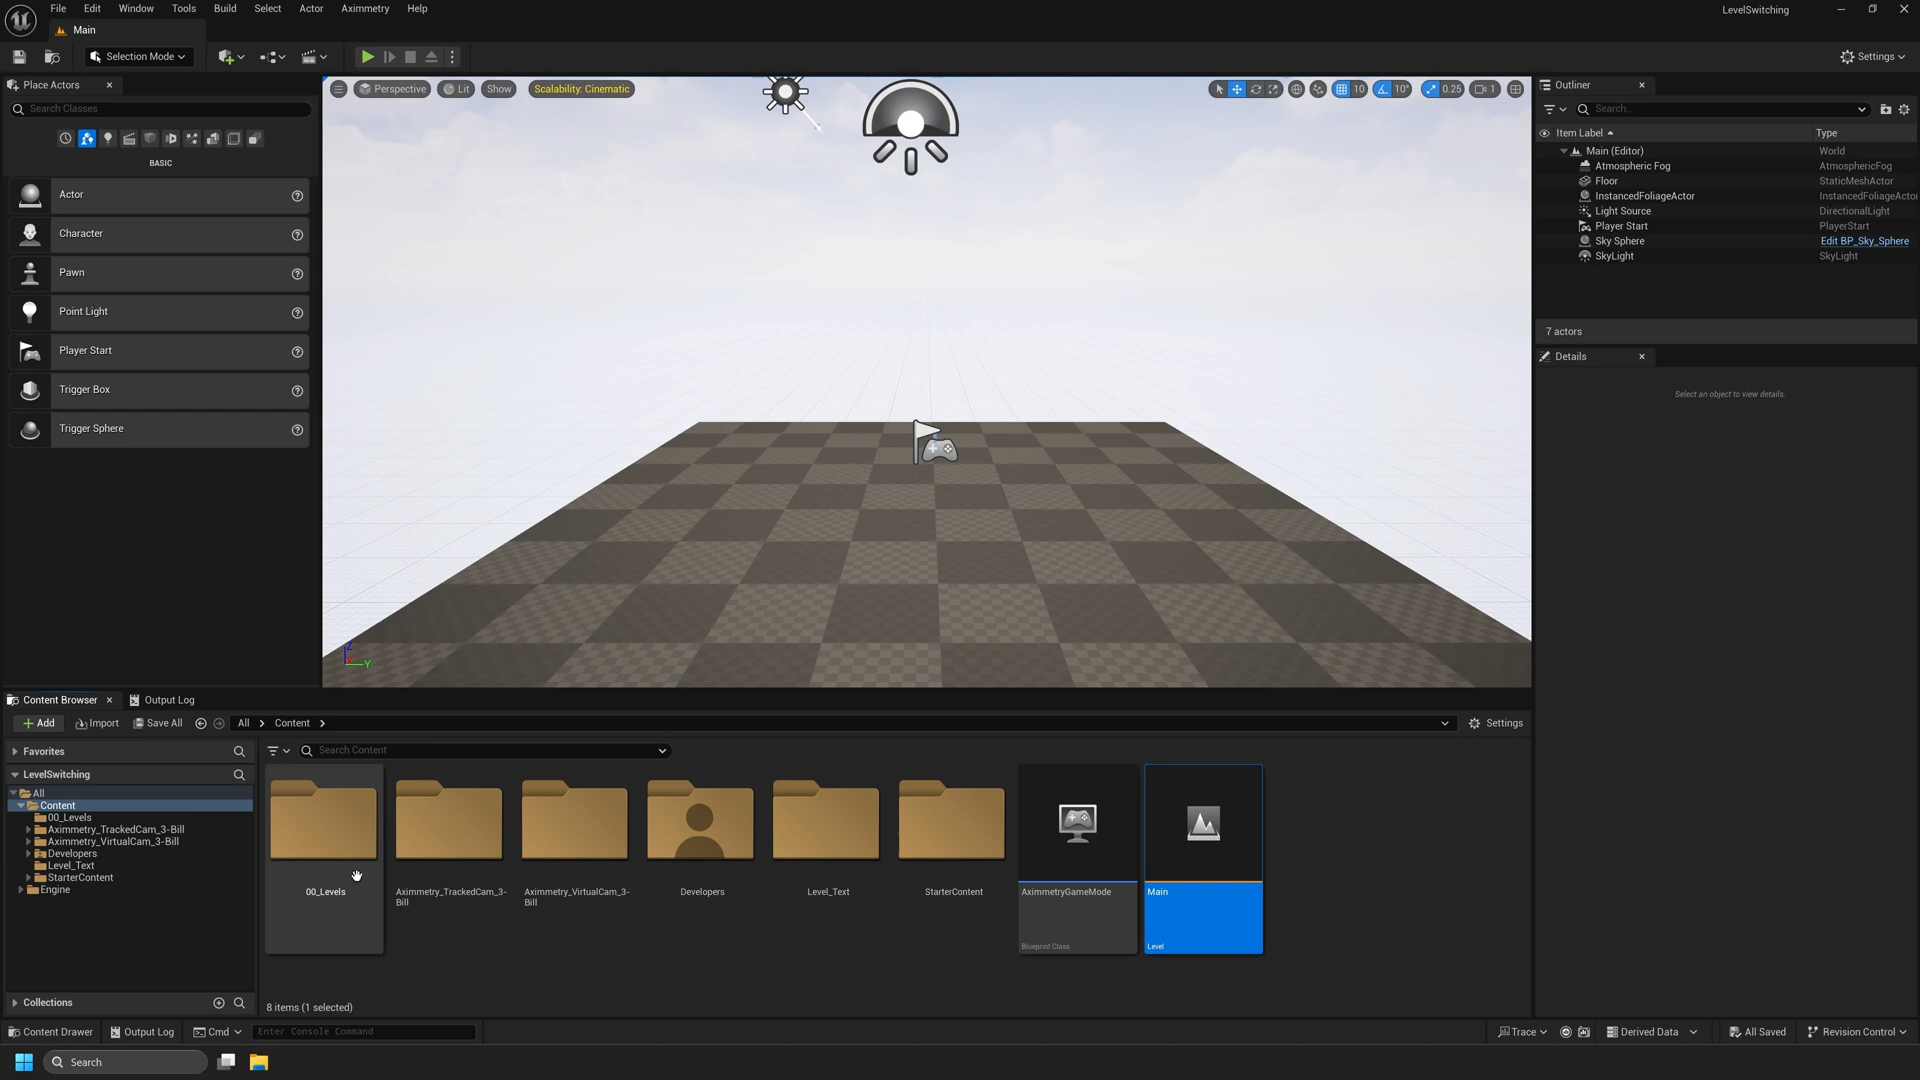 File Edit Window Tools Build Select Actor Aximmetry Help
LevelSwitching
Main
Selection Mode
Settings
Place Actors
Search Classes
BASIC
Actor
Character
Pawn
Point Light
Player Start
Trigger Box
Trigger Sphere
Perspective Lit Show Scalability: Cinematic
10 10° 0.25 1
Z
Y
Outliner
Search...
Item Label Type
Main (Editor) World
Atmospheric Fog AtmosphericFog
Floor StaticMeshActor
InstancedFoliageActor InstancedFoliageActo
Light Source DirectionalLight
Player Start PlayerStart
Sky Sphere Edit BP_Sky_Sphere
SkyLight SkyLight
7 actors
Details
Select an object to view details.
Content Browser Output Log
Add Import Save All All Content Settings
Favorites
LevelSwitching
All
Content
00_Levels
Aximmetry_TrackedCam_3-Bill
Aximmetry_VirtualCam_3-Bill
Developers
Level_Text
StarterContent
Engine
Collections
Search Content
00_Levels
Aximmetry_TrackedCam_3-
Bill
Aximmetry_VirtualCam_3-
Bill
Developers
Level_Text
StarterContent
AximmetryGameMode
Blueprint Class
Main
Level
8 items (1 selected)
Content Drawer Output Log Cmd Enter Console Command Trace Derived Data All Saved Revision Control
Search